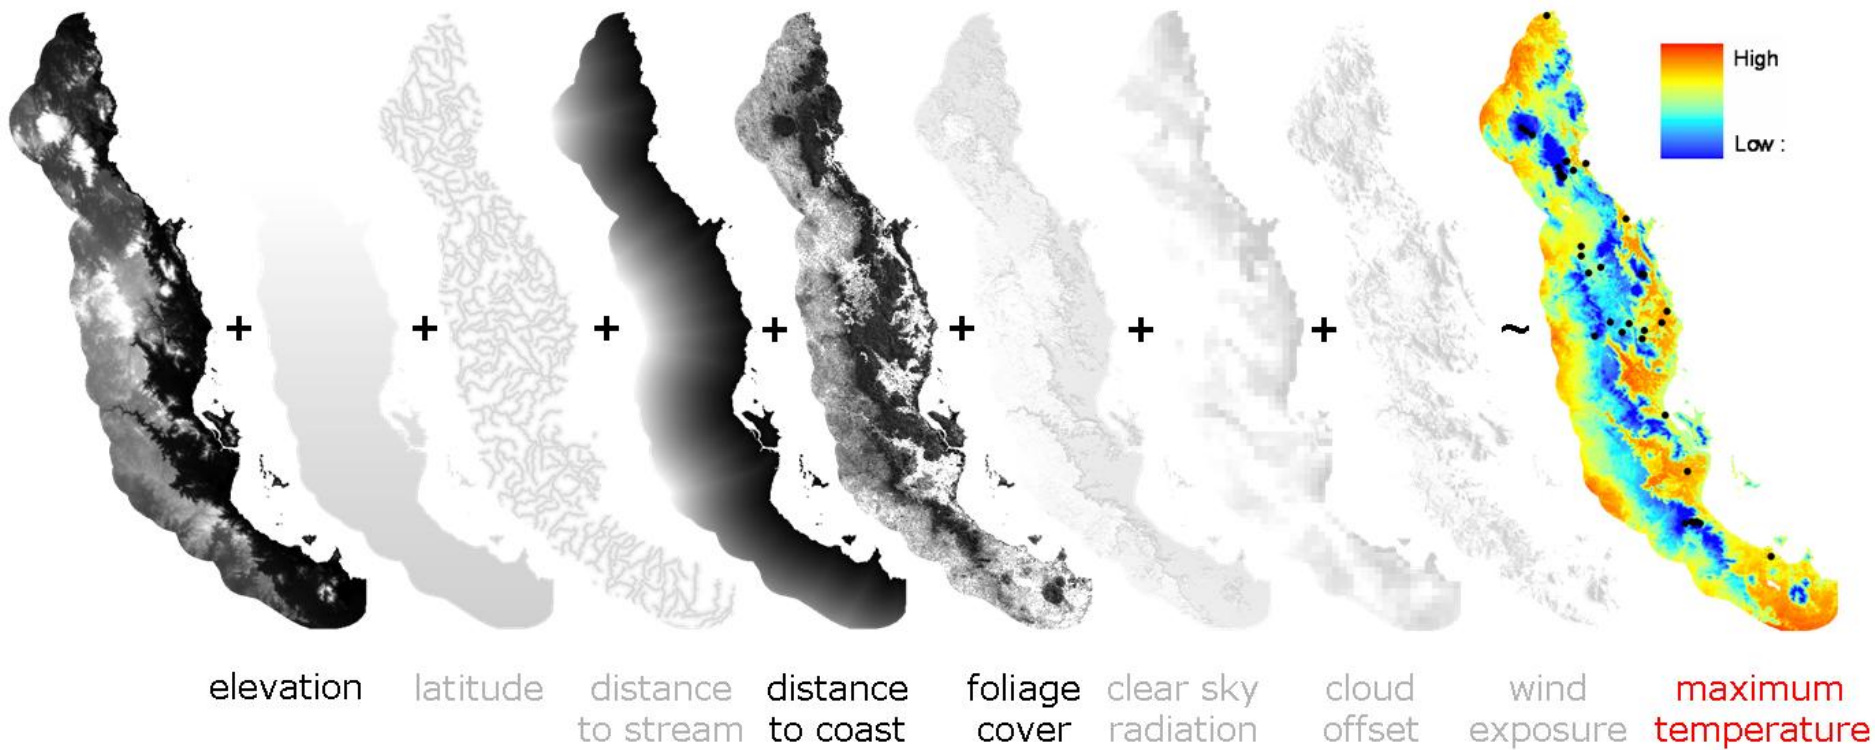 High
Low :
+ + + + + + + ~
elevation
latitude
distance
to stream
distance
to coast
foliage
cover
clear sky
radiation
cloud
offset
wind
exposure
maximum
temperature